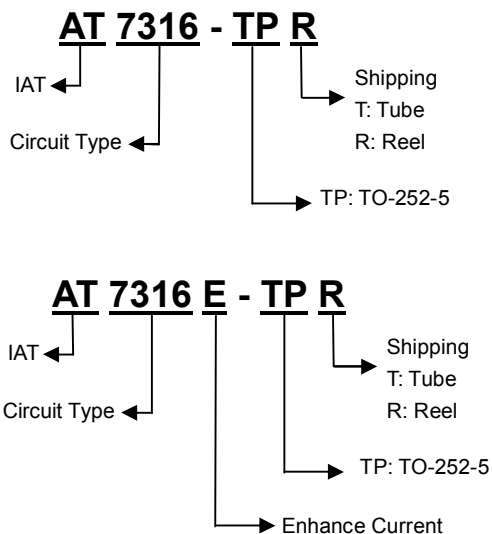 AT 7316 - TP R
IAT
Shipping
T: Tube
Circuit Type
R: Reel
TP: TO-252-5
AT 7316 E - TP R
IAT
Shipping
T: Tube
Circuit Type
R: Reel
TP: TO-252-5
Enhance Current